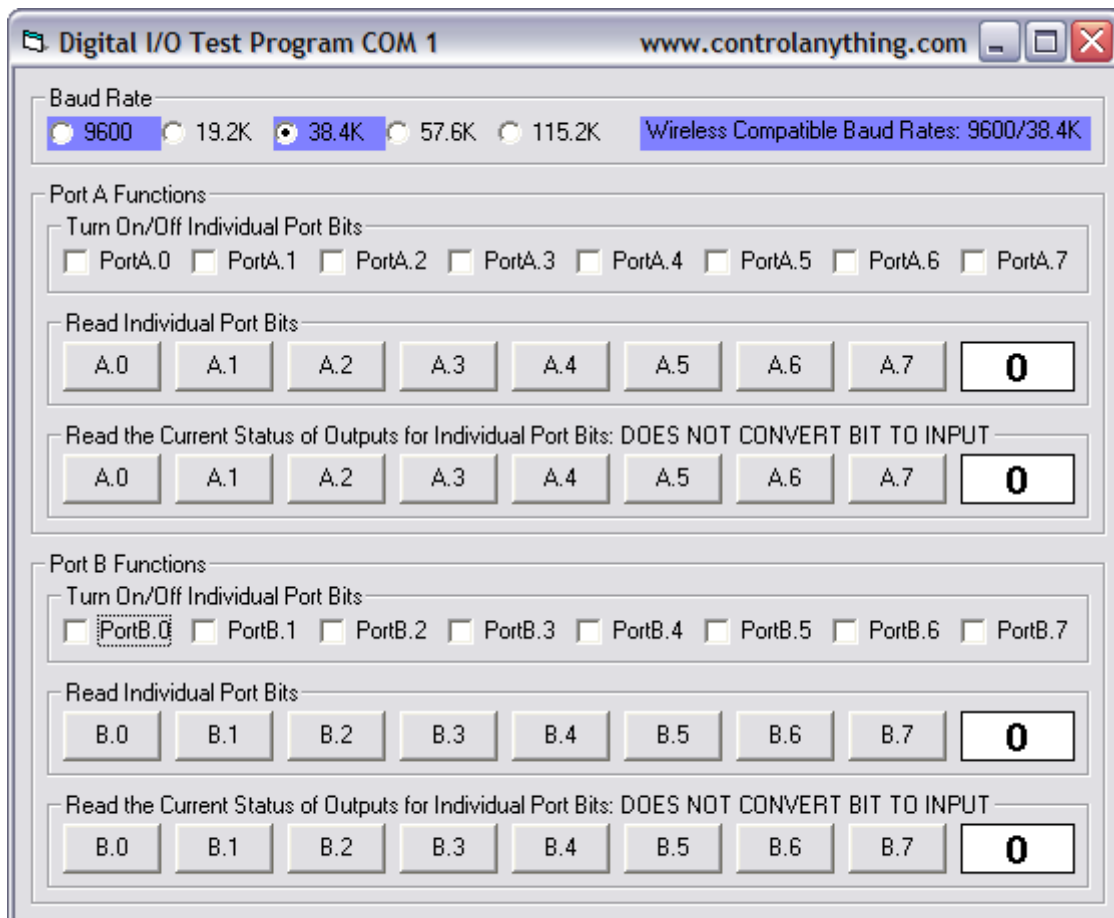 Digital I/O Test Program COM 1 www.controlanything.com
Baud Rate
9600 19.2K 38.4K 57.6K 115.2K Wireless Compatible Baud Rates: 9600/38.4K
Port A Functions
Turn On/Off Individual Port Bits
PortA.0 PortA.1 PortA.2 PortA.3 PortA.4 PortA.5 PortA.6 PortA.7
Read Individual Port Bits
A.0 A.1 A.2 A.3 A.4 A.5 A.6 A.7 0
Read the Current Status of Outputs for Individual Port Bits: DOES NOT CONVERT BIT TO INPUT
A.0 A.1 A.2 A.3 A.4 A.5 A.6 A.7 0
Port B Functions
Turn On/Off Individual Port Bits
PortB.0 PortB.1 PortB.2 PortB.3 PortB.4 PortB.5 PortB.6 PortB.7
Read Individual Port Bits
B.0 B.1 B.2 B.3 B.4 B.5 B.6 B.7 0
Read the Current Status of Outputs for Individual Port Bits: DOES NOT CONVERT BIT TO INPUT
B.0 B.1 B.2 B.3 B.4 B.5 B.6 B.7 0